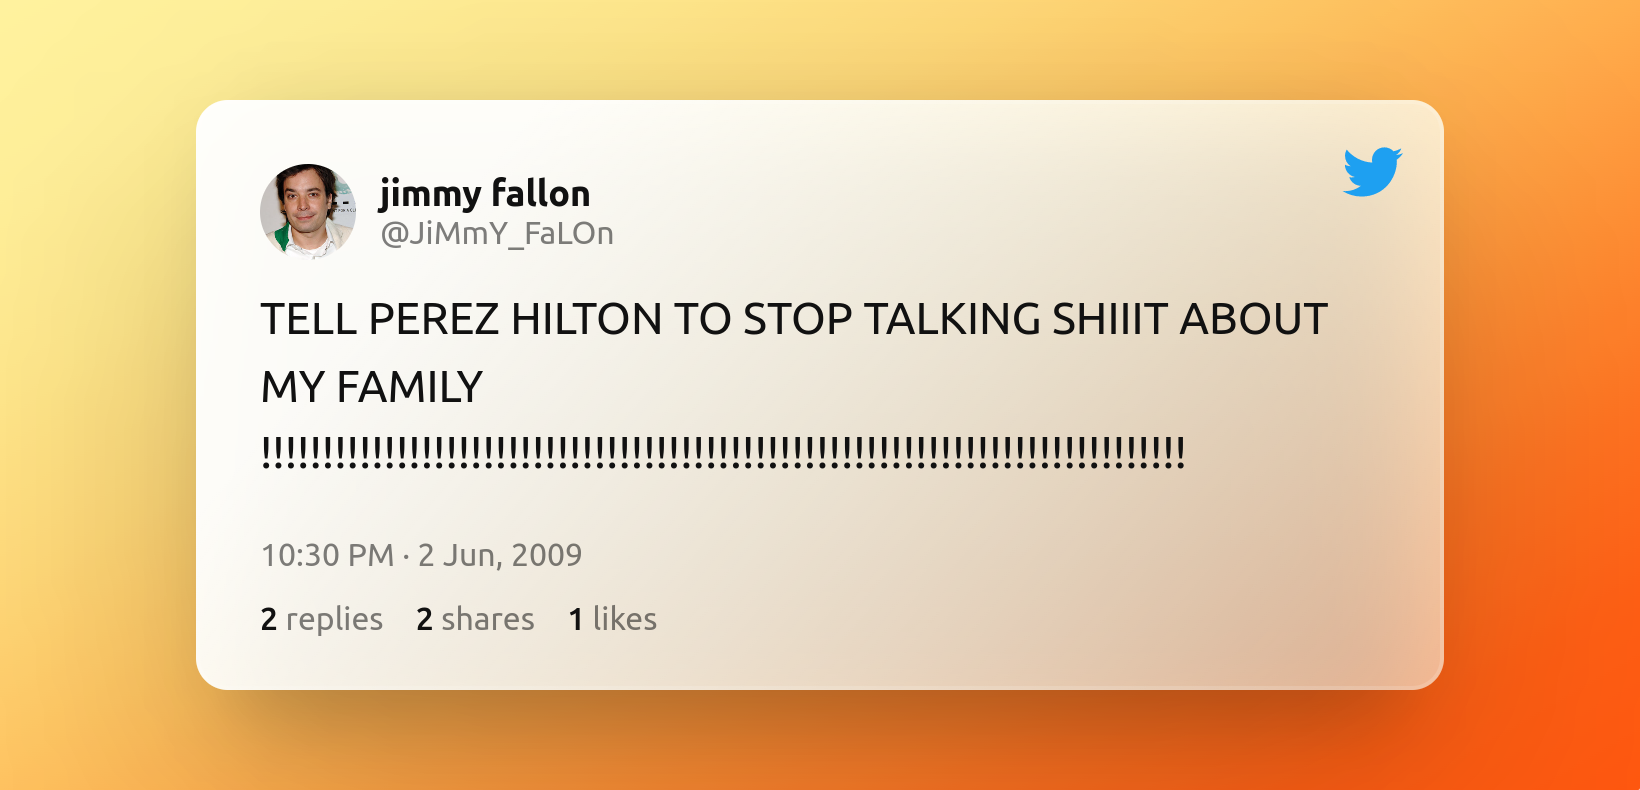 jimmy fallon
@JiMmY_FaLOn
TELL PEREZ HILTON TO STOP TALKING SHIIIT ABOUT
MY FAMILY
!!!!!!!!!!!!!!!!!!!!!!!!!!!!!!!!!!!!!!!!!!!!!!!!!!!!!!!!!!!!!!!!!!!!!!!!!!!
10:30 PM · 2 Jun, 2009
2 replies 2 shares 1 likes